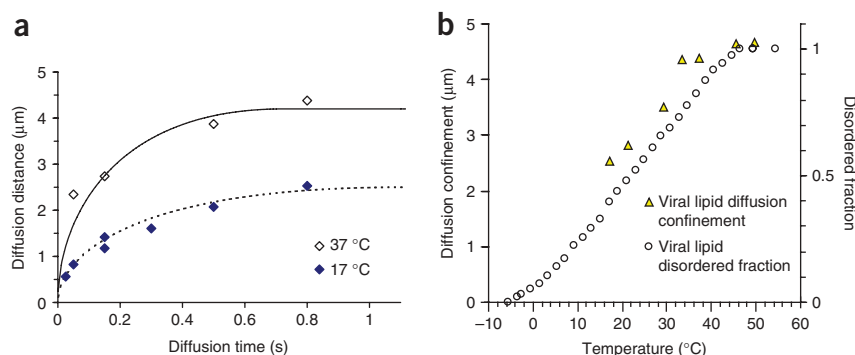 a
5
4
3
2
1
0
Diffusion distance (μm)
0
0.2
0.4
0.6
0.8
1
Diffusion time (s)
37 °C
17 °C
b
5
4
3
2
1
0
Diffusion confinement (μm)
1
0.5
0
Disordered fraction
–10
0
10
20
30
40
50
60
Temperature (°C)
Viral lipid diffusion
confinement
Viral lipid
disordered fraction